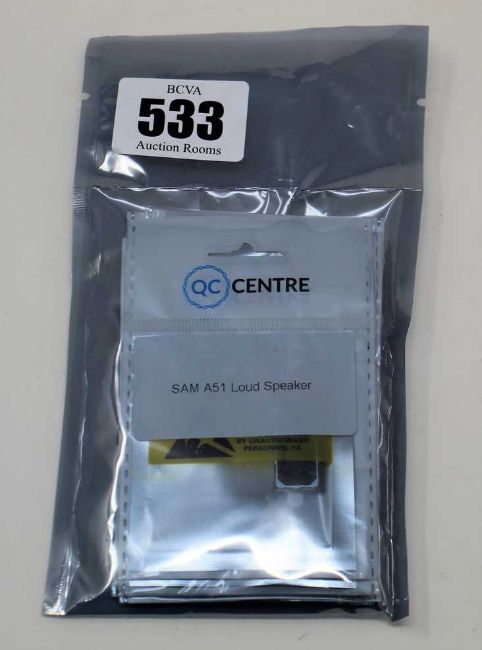 BCVA
533
Auction Rooms
QC CENTRE
SAM A51 Loud Speaker
BY UNAUTHORISED
PERSONNEL